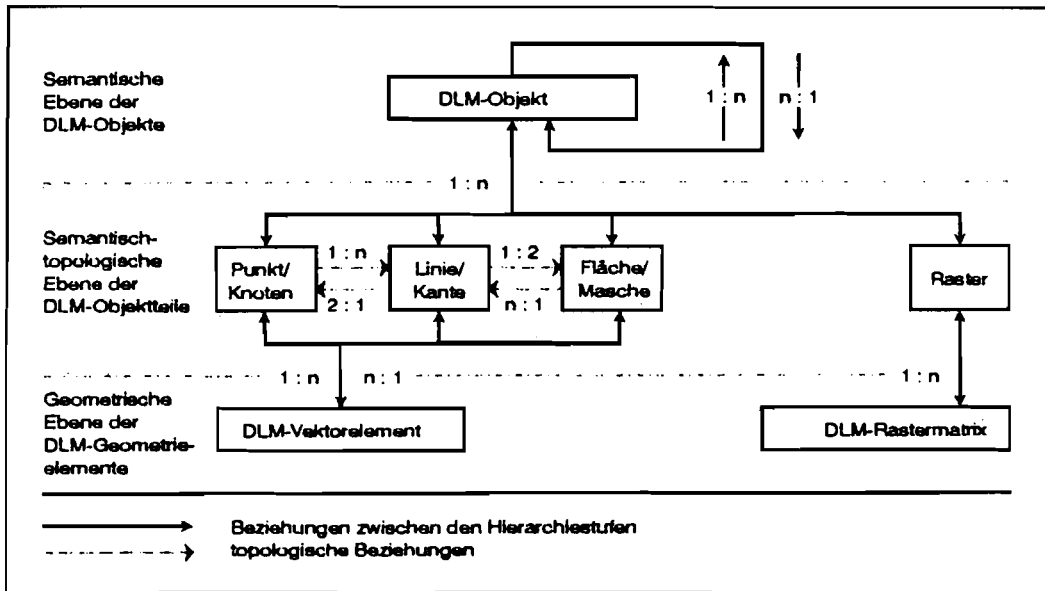 Semantische
Ebene der
DLM-Objekte
DLM-Objekt
1 : n
n : 1
1 : n
Semantisch-
topologische
Ebene der
DLM-Objektteile
Punkt/
Knoten
1 : n
2 : 1
Linie/
Kante
1 : 2
n : 1
Fläche/
Masche
Raster
1 : n
n : 1
1 : n
Geometrische
Ebene der
DLM-Geometrie-
elemente
DLM-Vektorelement
DLM-Rastermatrix
Beziehungen zwischen den Hierarchiestufen
topologische Beziehungen